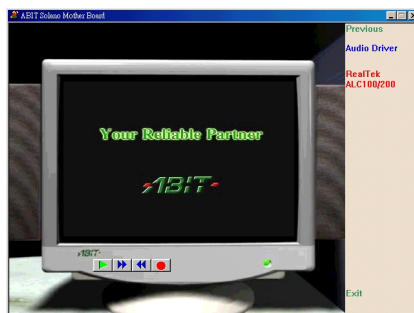 ABIT Solano Mother Board
Previous
Audio Driver
RealTek
ALC100/200
Your Reliable Partner
ABIT
ABIT
Exit